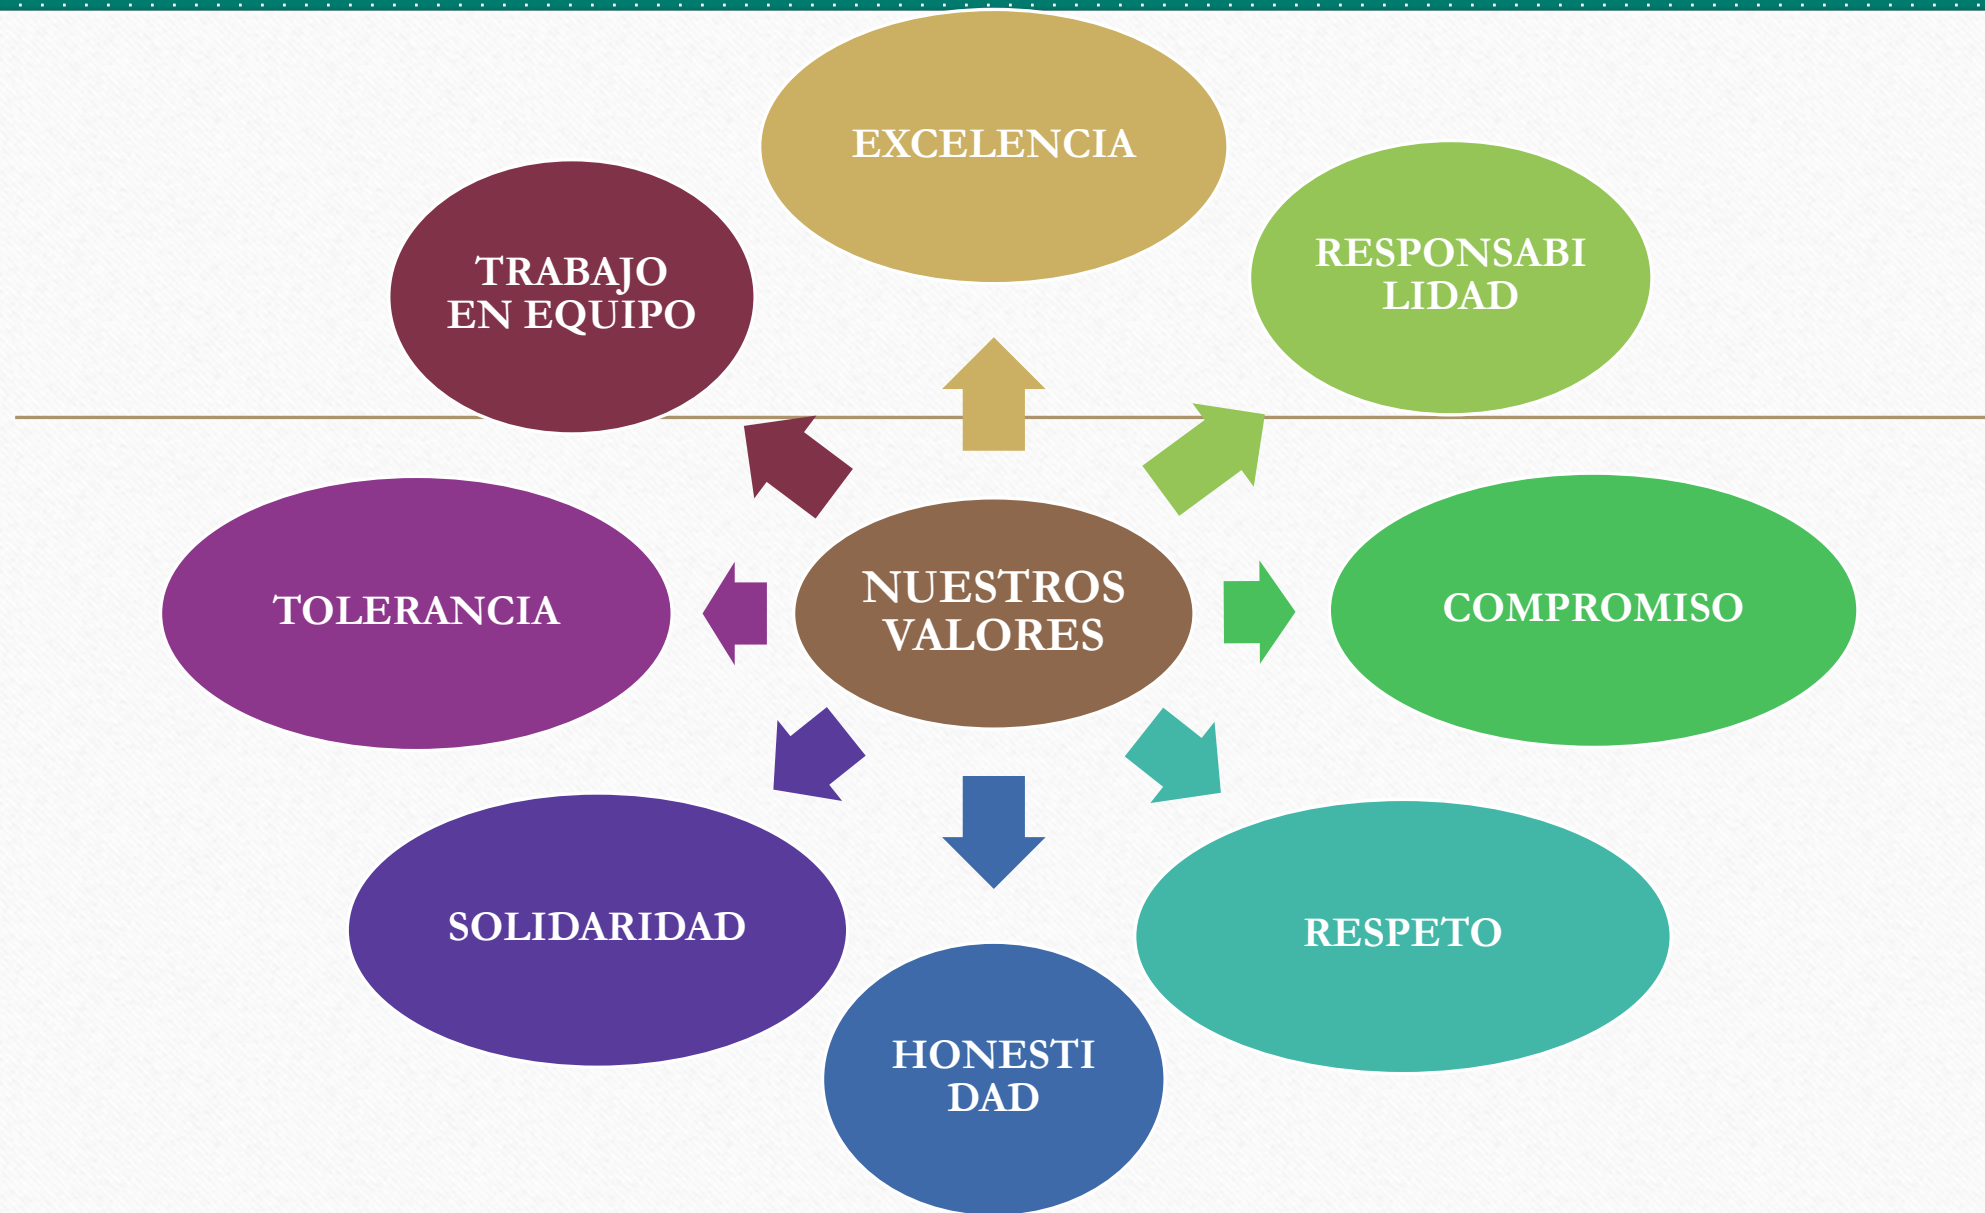 EXCELENCIA
RESPONSABI
LIDAD
TRABAJO
EN EQUIPO
NUESTROS
VALORES
COMPROMISO
TOLERANCIA
SOLIDARIDAD
RESPETO
HONESTI
DAD